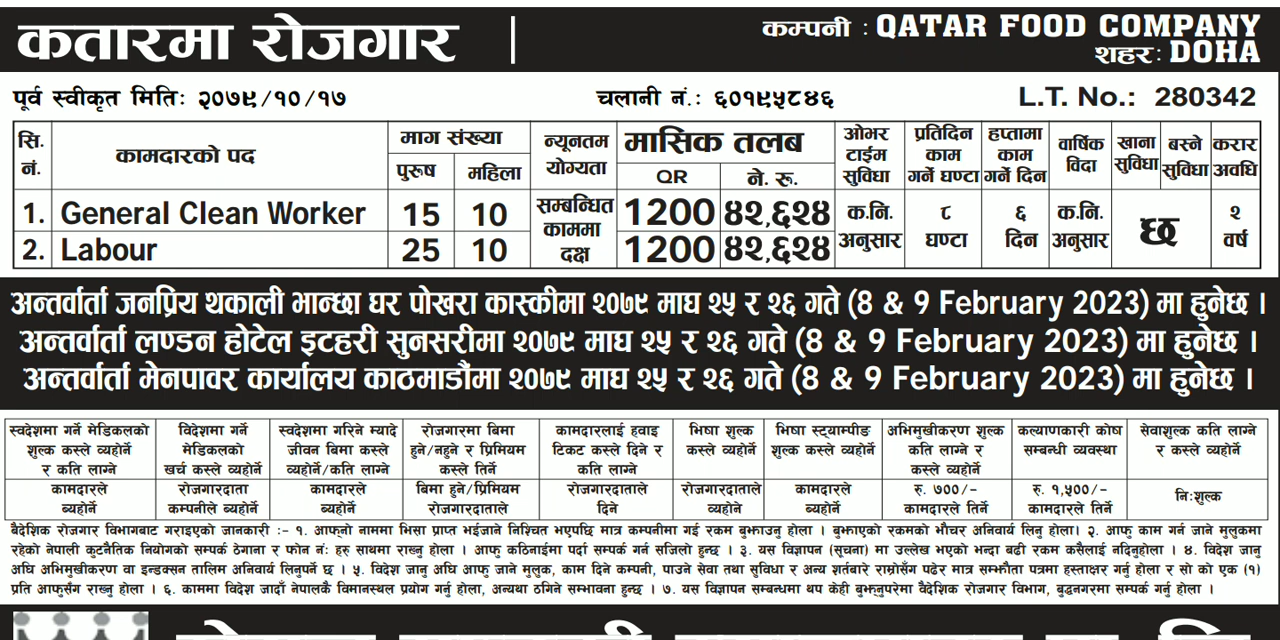 कतारमा रोजगार
कम्पनी : QATAR FOOD COMPANY
शहर: DOHA
पूर्व स्वीकृत मिति: २०७९/१०/१७ चलानी नं.: ६०१९५८४६ L.T. No.: 280342
सि. नं. कामदारको पद माग संख्या न्यूनतम योग्यता मासिक तलब ओभर टाईम सुविधा प्रतिदिन काम गर्ने घण्टा हप्तामा काम गर्ने दिन वार्षिक विदा खाना सुविधा बस्ने सुविधा करार अवधि
पुरूष महिला QR ने. रु.
1. General Clean Worker 15 10 सम्बन्धित काममा दक्ष 1200 ४२,६२४ क.नि. अनुसार ८ घण्टा ६ दिन क.नि. अनुसार छ २ वर्ष
2. Labour 25 10 1200 ४२,६२४
अन्तर्वार्ता जनप्रिय थकाली भान्छा घर पोखरा कास्कीमा २०७९ माघ २५ र २६ गते (8 & 9 February 2023) मा हुनेछ ।
अन्तर्वार्ता लण्डन होटेल इटहरी सुनसरीमा २०७९ माघ २५ र २६ गते (8 & 9 February 2023) मा हुनेछ ।
अन्तर्वार्ता मेनपावर कार्यालय काठमाडौंमा २०७९ माघ २५ र २६ गते (8 & 9 February 2023) मा हुनेछ ।
स्वदेशमा गर्ने मेडिकलको शुल्क कस्ले व्यहोर्ने र कति लाग्ने
विदेशमा गर्ने मेडिकलको खर्च कस्ले व्यहोर्ने
स्वदेशमा गरिने म्यादे जीवन बिमा कस्ले व्यहोर्ने/कति लाग्ने
रोजगारमा बिमा हुने/नहुने र प्रिमियम कस्ले तिर्ने
कामदारलाई हवाइ टिकट कस्ले दिने र कति लाग्ने
भिषा शुल्क कस्ले व्यहोर्ने
भिषा स्ट्याम्पीङ शुल्क कस्ले व्यहोर्ने
अभिमुखीकरण शुल्क कति लाग्ने र कस्ले व्यहोर्ने
कल्याणकारी कोष सम्बन्धी व्यवस्था
सेवाशुल्क कति लाग्ने र कस्ले व्यहोर्ने
कामदारले ब्यहोर्ने
रोजगारदाता कम्पनीले ब्यहोर्ने
कामदारले ब्यहोर्ने
बिमा हुने/प्रिमियम रोजगारदाताले
रोजगारदाताले दिने
रोजगारदाताले व्यहोने
कामदारले ब्यहोर्ने
रु. ७००/- कामदारले तिर्ने
रु. १,५००/- कामदारले तिर्ने
नि:शुल्क
बैदेशिक रोजगार विभागबाट गराइएको जानकारी :- १. आफ्नो नाममा भिसा प्राप्त भईजाने निश्चित भएपछि मात्र कम्पनीमा गई रकम बुझाउनु होला । बुझाएको रकमको भौचर अनिवार्य लिनु होला। २. आफु काम गर्न जाने मुलुकमा
रहेको नेपाली कुटनैतिक नियोगको सम्पर्क ठेगाना र फोन नं: हरु साथमा राख्नु होला । आफु कठिनाईमा पर्दा सम्पर्क गर्न सजिलो हुन्छ । ३. यस विज्ञापन (सूचना) मा उल्लेख भएको भन्दा बढी रकम कसैलाई नदिनुहोला । ४. विदेश जानु
अघि अभिमुखीकरण वा इन्डक्सन तालिम अनिवार्य लिनुपर्ने छ । ५. विदेश जानु अघि आफु जाने मुलुक, काम दिने कम्पनी, पाउने सेवा तथा सुविधा र अन्य शर्तबारे राम्रोसँग पढेर मात्र सम्झौता पत्रमा हस्ताक्षर गर्नु होला र सो को एक (१)
प्रति आफुसँग राख्नु होला । ६. काममा विदेश जादाँ नेपालकै विमानस्थल प्रयोग गर्नु होला, अन्यथा ठगिने सम्भावना हुन्छ । ७. यस विज्ञापन सम्बन्धमा थप केही बुझ्नुपरेमा वैदेशिक रोजगार विभाग, बुद्धनगरमा सम्पर्क गर्नु होला ।